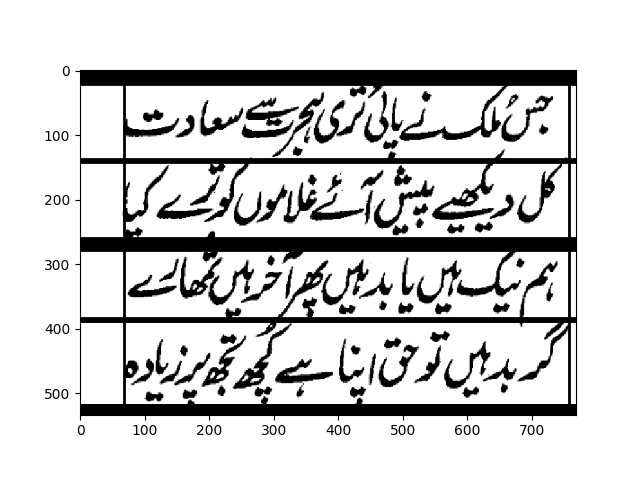 جس ملک نے پائی تری ہجرت سے سعادت
کل دیکھیے پیش آئے غلاموں کو ترے کیا
ہم نیک ہیں یا بد ہیں پھر آخر ہیں تمھارے
گر بد ہیں تو حق اپنا ہے کچھ تجھ پر زیادہ
0
100
200
300
400
500
0 100 200 300 400 500 600 700